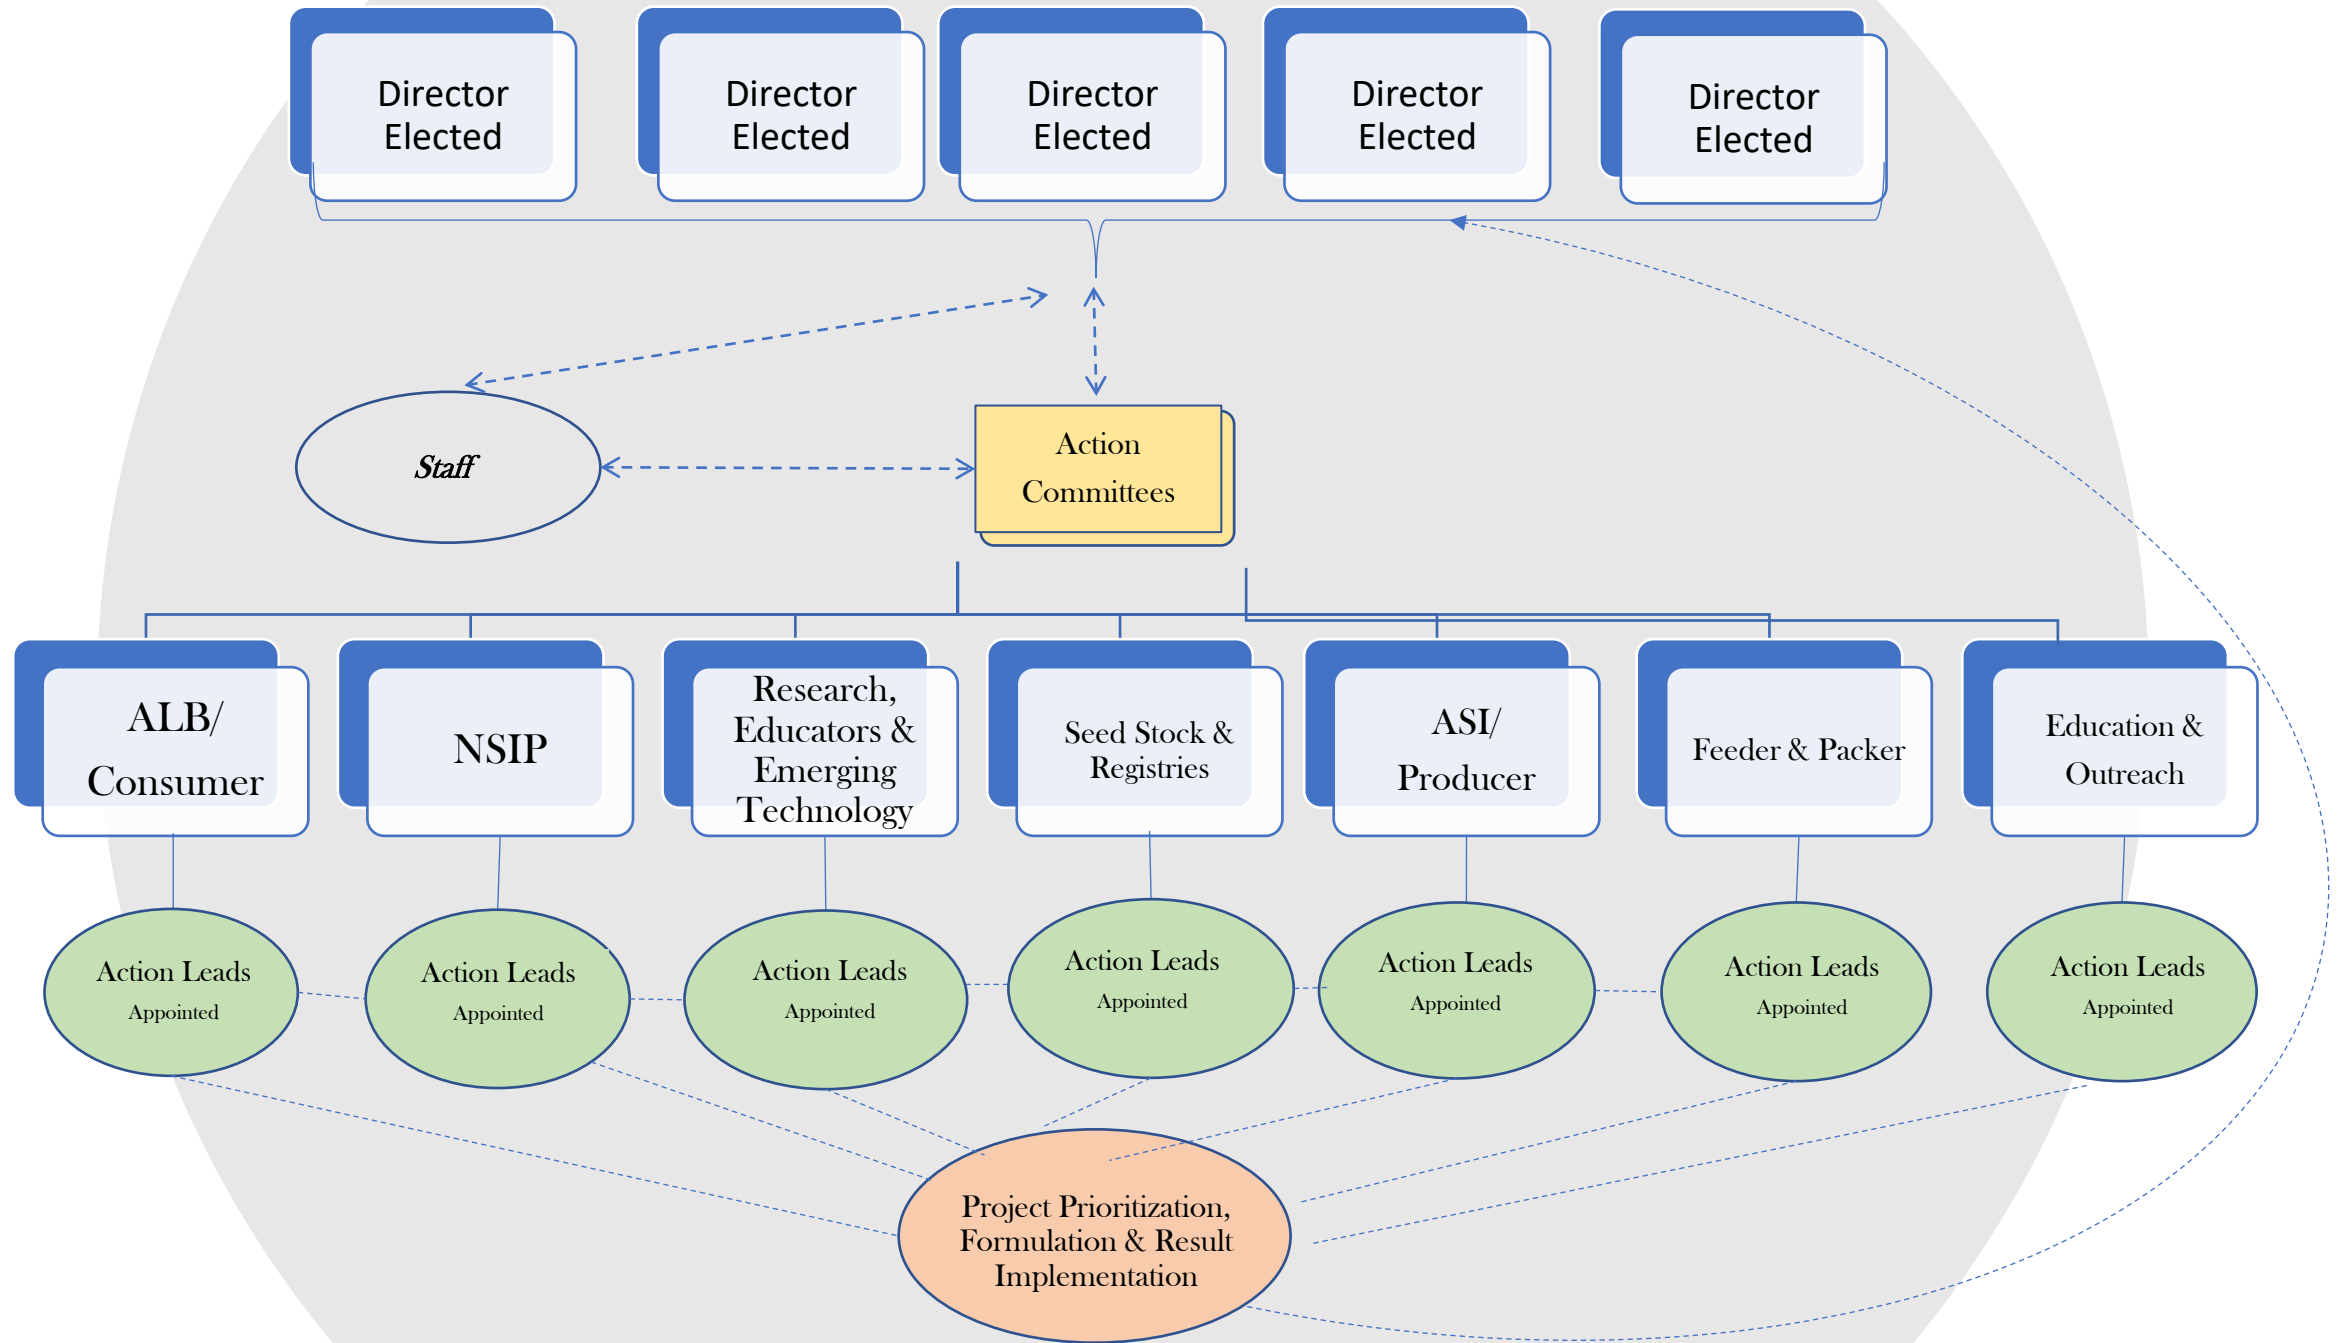 Director
Elected
Director
Elected
Director
Elected
Director
Elected
Director
Elected
Staff
Action
Committees
ALB/
Consumer
NSIP
Research,
Educators &
Emerging
Technology
Seed Stock &
Registries
ASI/
Producer
Feeder & Packer
Education &
Outreach
Action Leads
Appointed
Action Leads
Appointed
Action Leads
Appointed
Action Leads
Appointed
Action Leads
Appointed
Action Leads
Appointed
Action Leads
Appointed
Project Prioritization,
Formulation & Result
Implementation